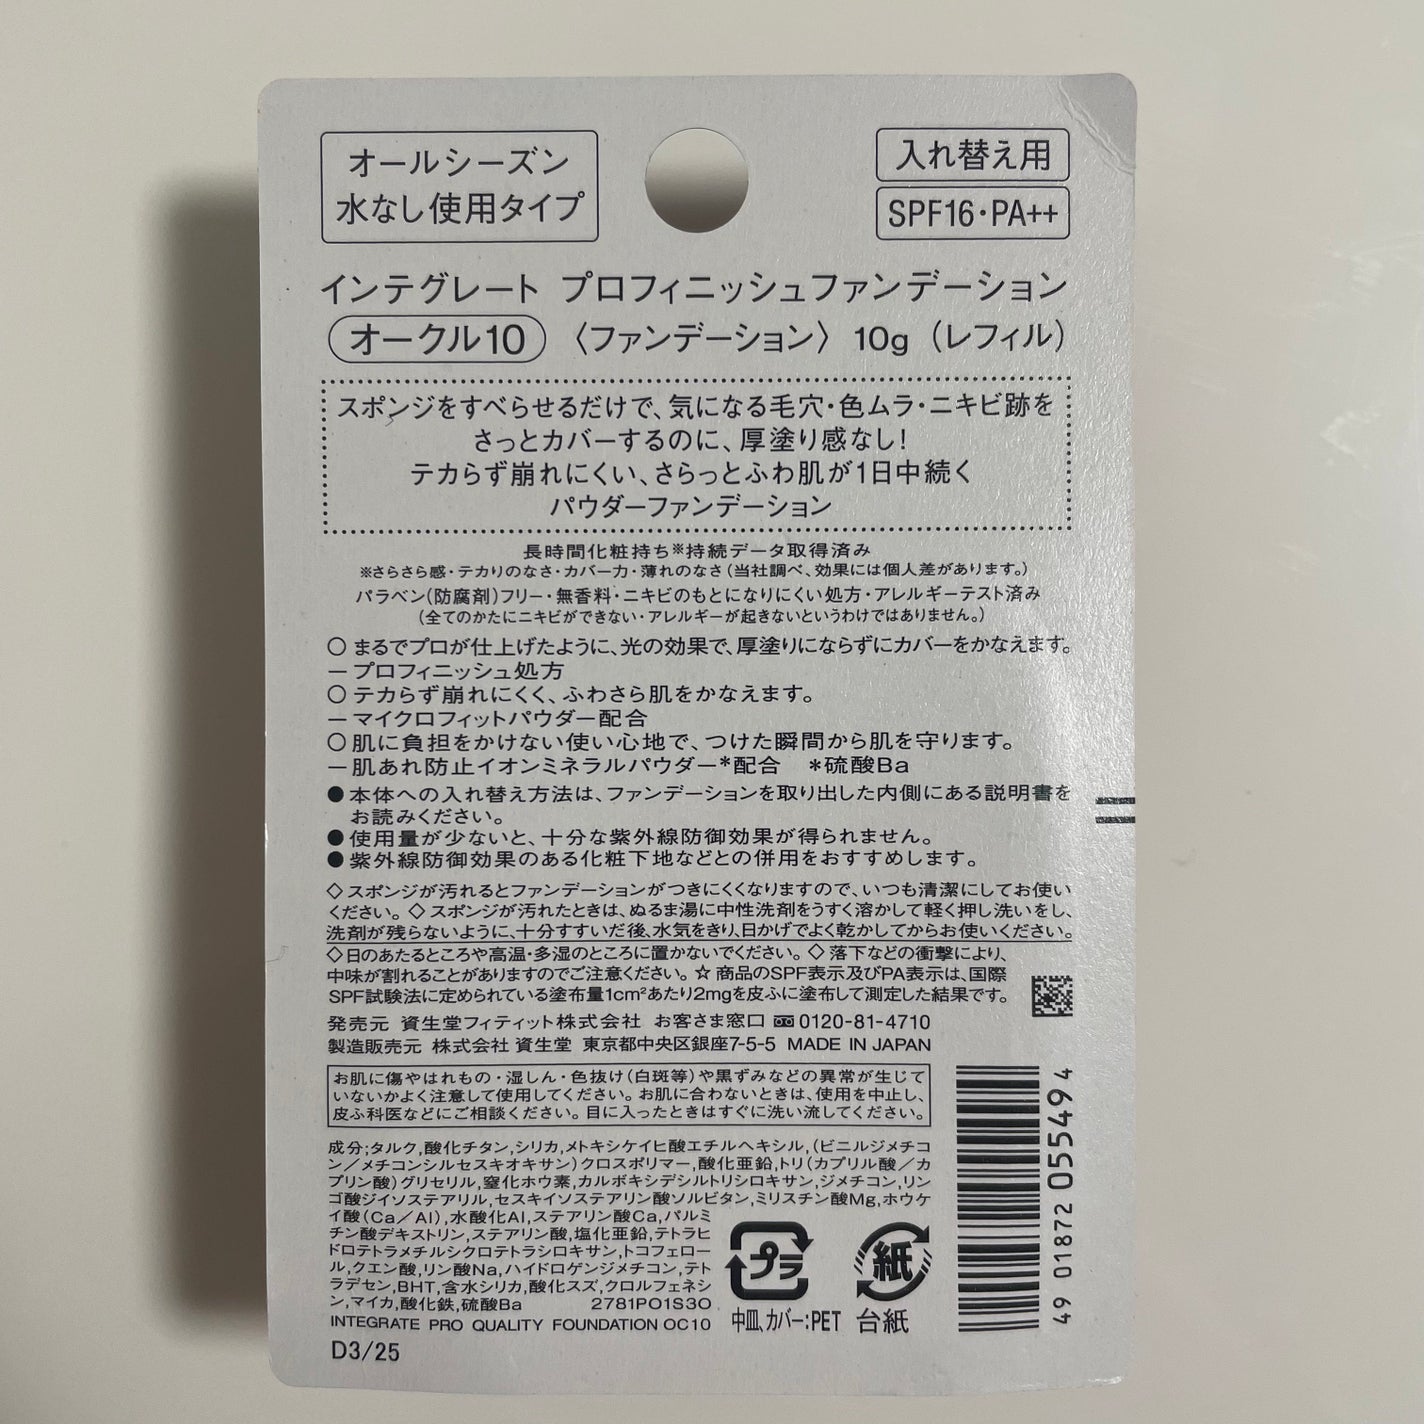 オールシーズン
水なし使用タイプ
入れ替え用
SPF16・PA++
インテグレート プロフィニッシュファンデーション
オークル10 〈ファンデーション〉 10g (レフィル)
スポンジをすべらせるだけで、気になる毛穴・色ムラ・ニキビ跡を
さっとカバーするのに、厚塗り感なし!
テカらず崩れにくい、さらっとふわ肌が1日中続く
パウダーファンデーション
長時間化粧持ち※持続データ取得済み
※さらさら感・テカりのなさ・カバー力・薄れのなさ(当社調べ、効果には個人差があります。)
パラベン(防腐剤)フリー・無香料・ニキビのもとになりにくい処方・アレルギーテスト済み
(全てのかたにニキビができない・アレルギーが起きないというわけではありません。)
○ まるでプロが仕上げたように、光の効果で、厚塗りにならずにカバーをかなえます。
－プロフィニッシュ処方
○ テカらず崩れにくく、ふわさら肌をかなえます。
－マイクロフィットパウダー配合
○ 肌に負担をかけない使い心地で、つけた瞬間から肌を守ります。
－肌あれ防止イオンミネラルパウダー*配合 *硫酸Ba
● 本体への入れ替え方法は、ファンデーションを取り出した内側にある説明書を
お読みください。
● 使用量が少ないと、十分な紫外線防御効果が得られません。
● 紫外線防御効果のある化粧下地などとの併用をおすすめします。
◇ スポンジが汚れるとファンデーションがつきにくくなりますので、いつも清潔にしてお使い
ください。◇ スポンジが汚れたときは、ぬるま湯に中性洗剤をうすく溶かして軽く押し洗いをし、
洗剤が残らないように、十分すすいだ後、水気をきり、日かげでよく乾かしてからお使いください。
◇日のあたるところや高温・多湿のところに置かないでください。◇ 落下などの衝撃により、
中味が割れることがありますのでご注意ください。☆ 商品のSPF表示及びPA表示は、国際
SPF試験法に定められている塗布量1cm²あたり2mgを皮ふに塗布して測定した結果です。
発売元 資生堂フィティット株式会社 お客さま窓口 0120-81-4710
製造販売元 株式会社 資生堂 東京都中央区銀座7-5-5 MADE IN JAPAN
お肌に傷やはれもの・湿しん・色抜け(白斑等)や黒ずみなどの異常が生じて
いないかよく注意して使用してください。お肌に合わないときは、使用を中止し、
皮ふ科医などにご相談ください。目に入ったときはすぐに洗い流してください。
成分;タルク,酸化チタン,シリカ,メトキシケイヒ酸エチルヘキシル,(ビニルジメチコ
ン／メチコンシルセスキオキサン)クロスポリマー,酸化亜鉛,トリ(カプリル酸／カ
プリン酸)グリセリル,窒化ホウ素,カルボキシデシルトリシロキサン,ジメチコン,リン
ゴ酸ジイソステアリル,セスキイソステアリン酸ソルビタン,ミリスチン酸Mg,ホウケ
イ酸(Ca／Al),水酸化Al,ステアリン酸Ca,パルミ
チン酸デキストリン,ステアリン酸,塩化亜鉛,テトラヒ
ドロテトラメチルシクロテトラシロキサン,トコフェロー
ル,クエン酸,リン酸Na,ハイドロゲンジメチコン,テト
ラデセン,BHT,含水シリカ,酸化スズ,クロルフェネシ
ン,マイカ,酸化鉄,硫酸Ba 2781PO1S3O
INTEGRATE PRO QUALITY FOUNDATION OC10
D3/25
プラ
中皿、カバー:PET
紙
台紙
49 01872 055494